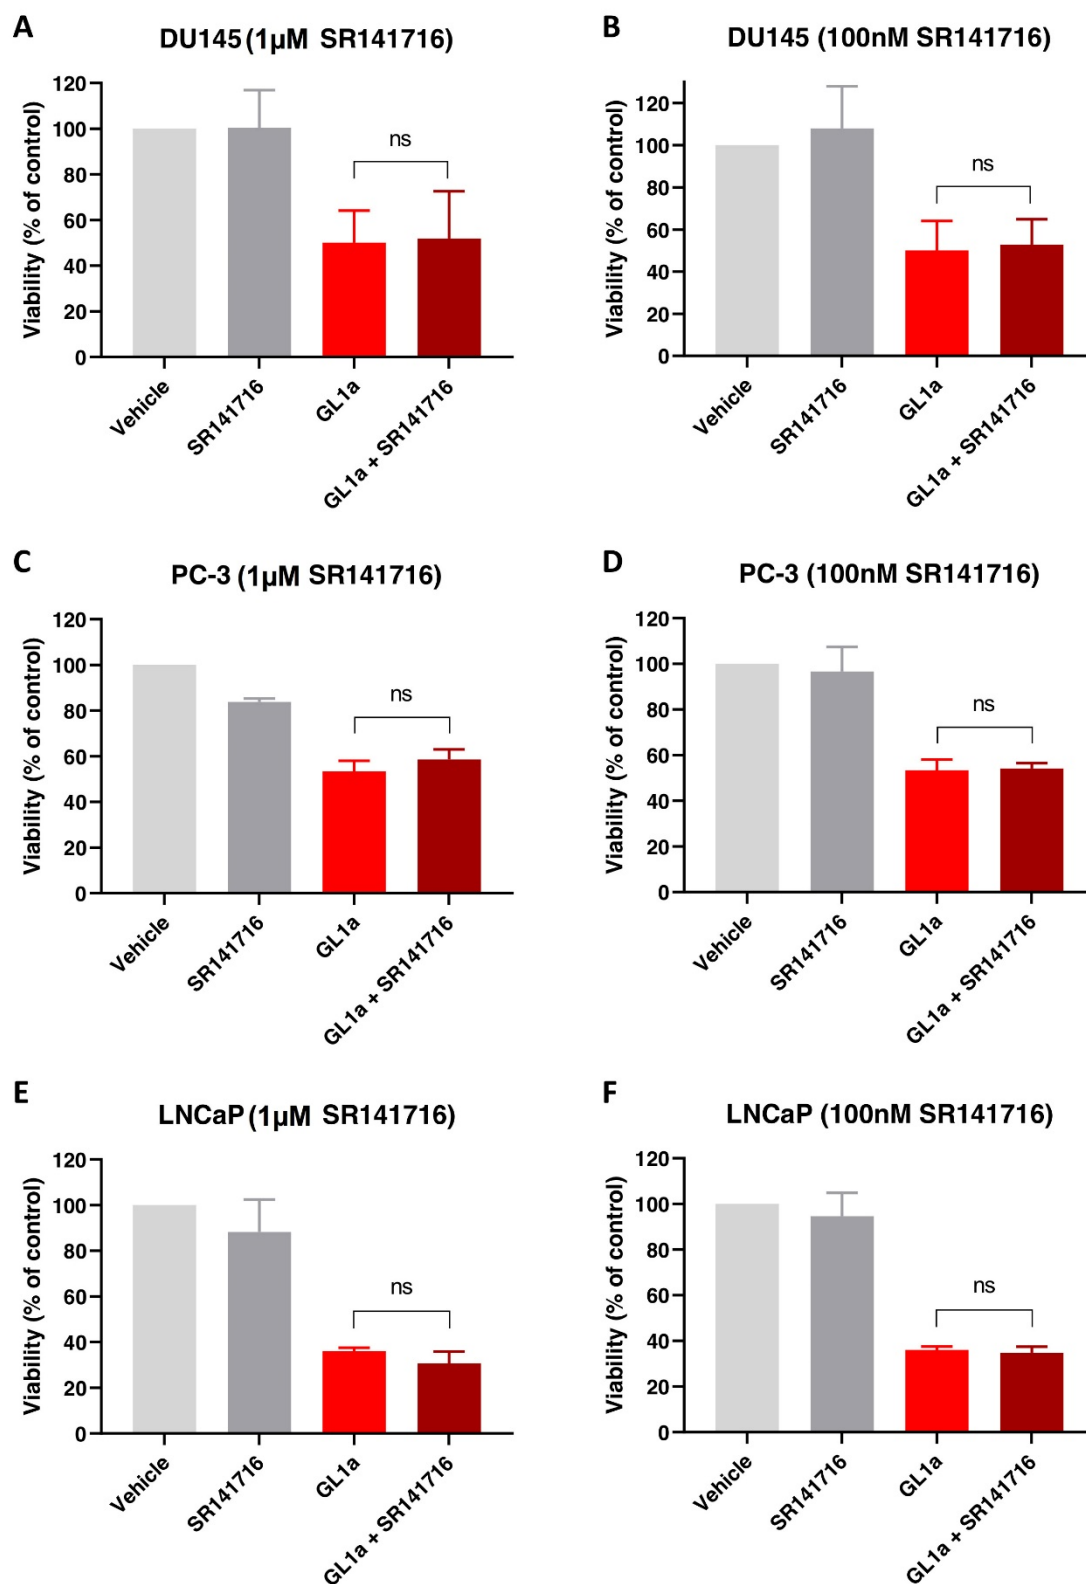 A
DU145 (1µM SR141716)
Viability (% of control)
120
100
80
60
40
20
0
ns
Vehicle
SR141716
GL1a
GL1a + SR141716
B
DU145 (100nM SR141716)
Viability (% of control)
120
100
80
60
40
20
0
ns
Vehicle
SR141716
GL1a
GL1a + SR141716
C
PC-3 (1µM SR141716)
Viability (% of control)
120
100
80
60
40
20
0
ns
Vehicle
SR141716
GL1a
GL1a + SR141716
D
PC-3 (100nM SR141716)
Viability (% of control)
120
100
80
60
40
20
0
ns
Vehicle
SR141716
GL1a
GL1a + SR141716
E
LNCaP (1µM SR141716)
Viability (% of control)
120
100
80
60
40
20
0
ns
Vehicle
SR141716
GL1a
GL1a + SR141716
F
LNCaP (100nM SR141716)
Viability (% of control)
120
100
80
60
40
20
0
ns
Vehicle
SR141716
GL1a
GL1a + SR141716